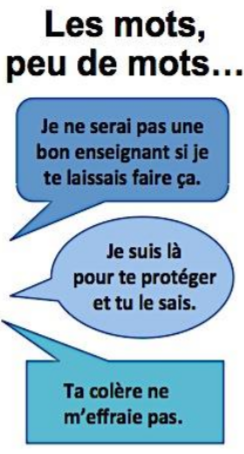 Les mots,
peu de mots...
Je ne serai pas une
bon enseignant si je
te laissais faire ça.
Je suis là
pour te protéger
et tu le sais.
Ta colère ne
m'effraie pas.